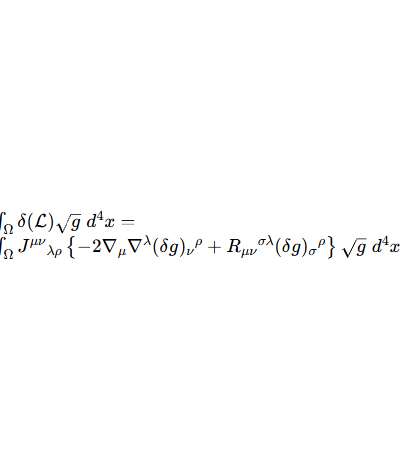 ∫_Ω δ(ℒ)√g d⁴x =
∫_Ω J^{μν}_{λρ} {−2∇_μ∇^λ(δg)_ν^ρ + R_{μν}^{σλ}(δg)_σ^ρ} √g d⁴x